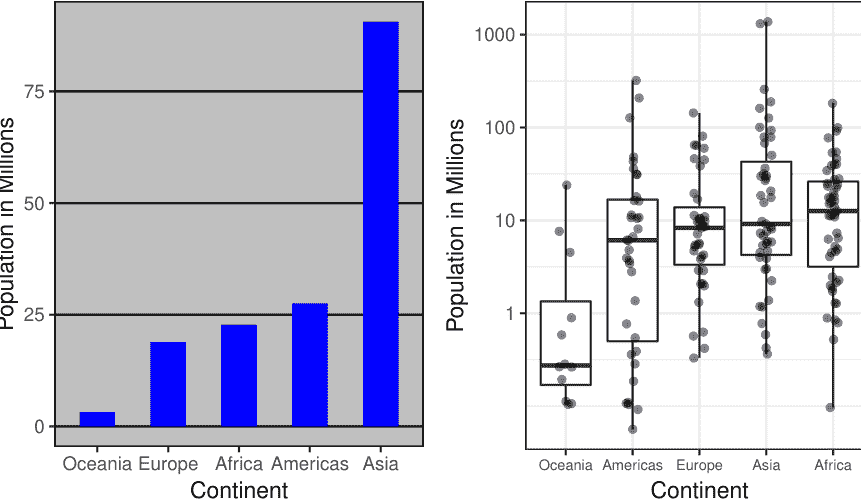 Population in Millions
75
50
25
0
Oceania Europe Africa Americas Asia
Continent
Population in Millions
1000
100
10
1
Oceania Americas Europe Asia Africa
Continent